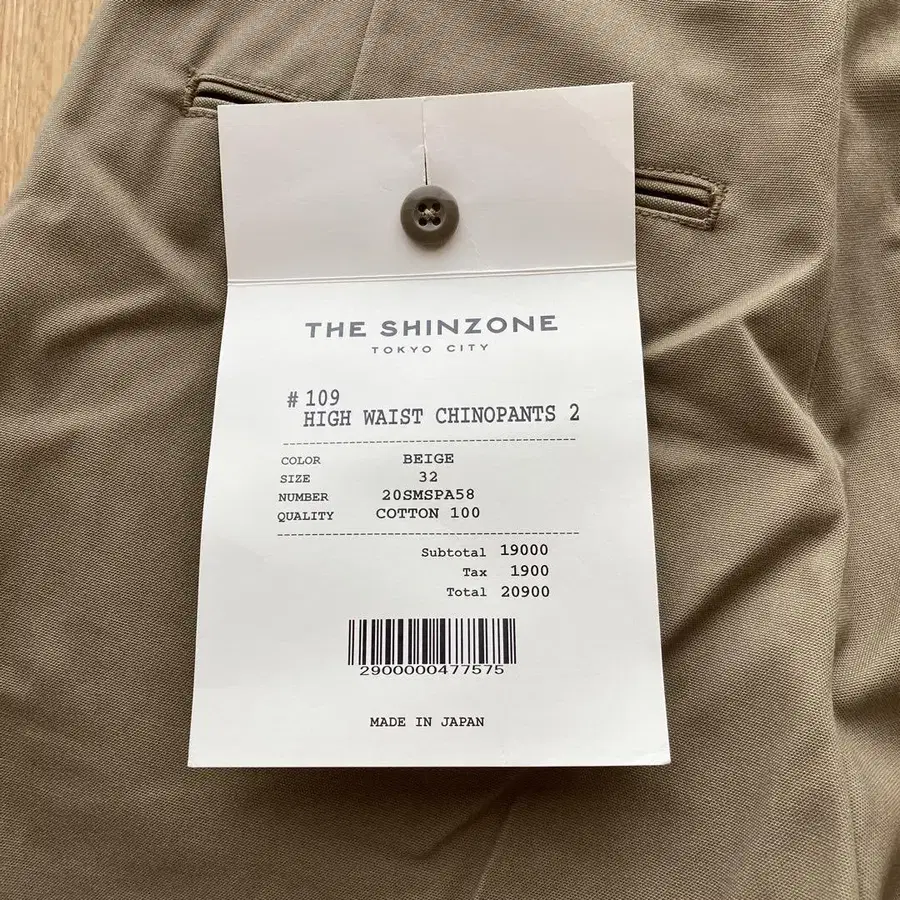 THE SHINZONE
TOKYO CITY
# 109
HIGH WAIST CHINOPANTS 2
COLOR BEIGE
SIZE 32
NUMBER 20SMSPA58
QUALITY COTTON 100
Subtotal 19000
Tax 1900
Total 20900
2900000477575
MADE IN JAPAN